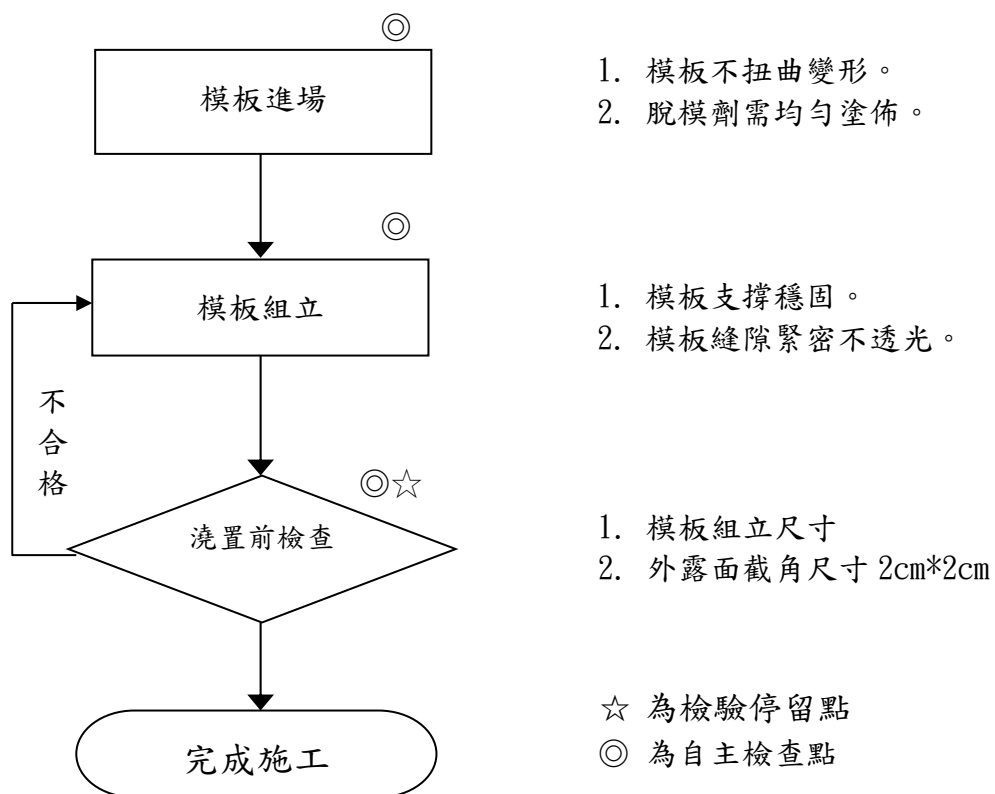 ◎
模板進場
1. 模板不扭曲變形。
2. 脫模劑需均勻塗佈。
◎
模板組立
1. 模板支撐穩固。
2. 模板縫隙緊密不透光。
不
合
格
◎☆
澆置前檢查
1. 模板組立尺寸
2. 外露面截角尺寸 2cm*2cm
完成施工
☆ 為檢驗停留點
◎ 為自主檢查點